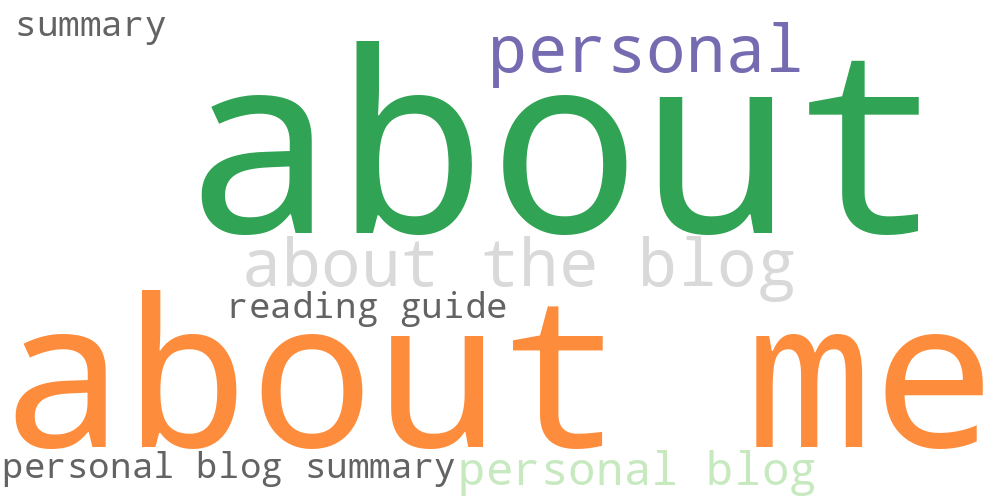 summary
personal
about
about the blog
reading guide
about me
personal blog summary
personal blog